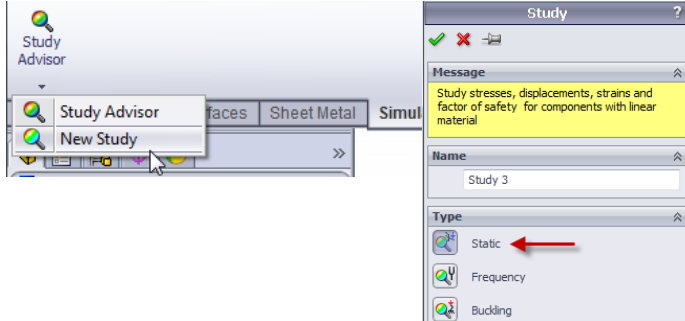 Study
Advisor
Study Advisor
New Study
faces
Sheet Metal
Simul
»
Study ?
Message
Study stresses, displacements, strains and
factor of safety for components with linear
material
Name
Study 3
Type
Static
Frequency
Buckling